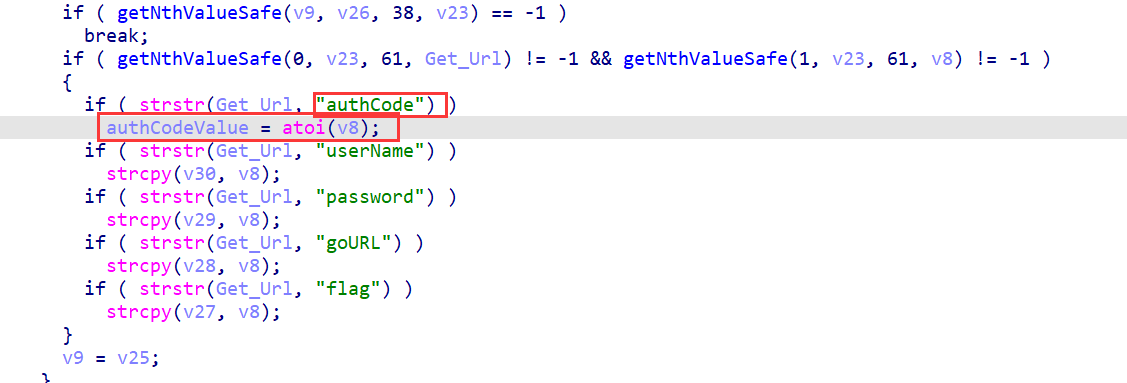 if ( getNthValueSafe(v9, v26, 38, v23) == -1 )
break;
if ( getNthValueSafe(0, v23, 61, Get_Url) != -1 && getNthValueSafe(1, v23, 61, v8) != -1 )
{
if ( strstr(Get_Url, "authCode") )
authCodeValue = atoi(v8);
if ( strstr(Get_Url, "userName") )
strcpy(v30, v8);
if ( strstr(Get_Url, "password") )
strcpy(v29, v8);
if ( strstr(Get_Url, "goURL") )
strcpy(v28, v8);
if ( strstr(Get_Url, "flag") )
strcpy(v27, v8);
}
v9 = v25;
}